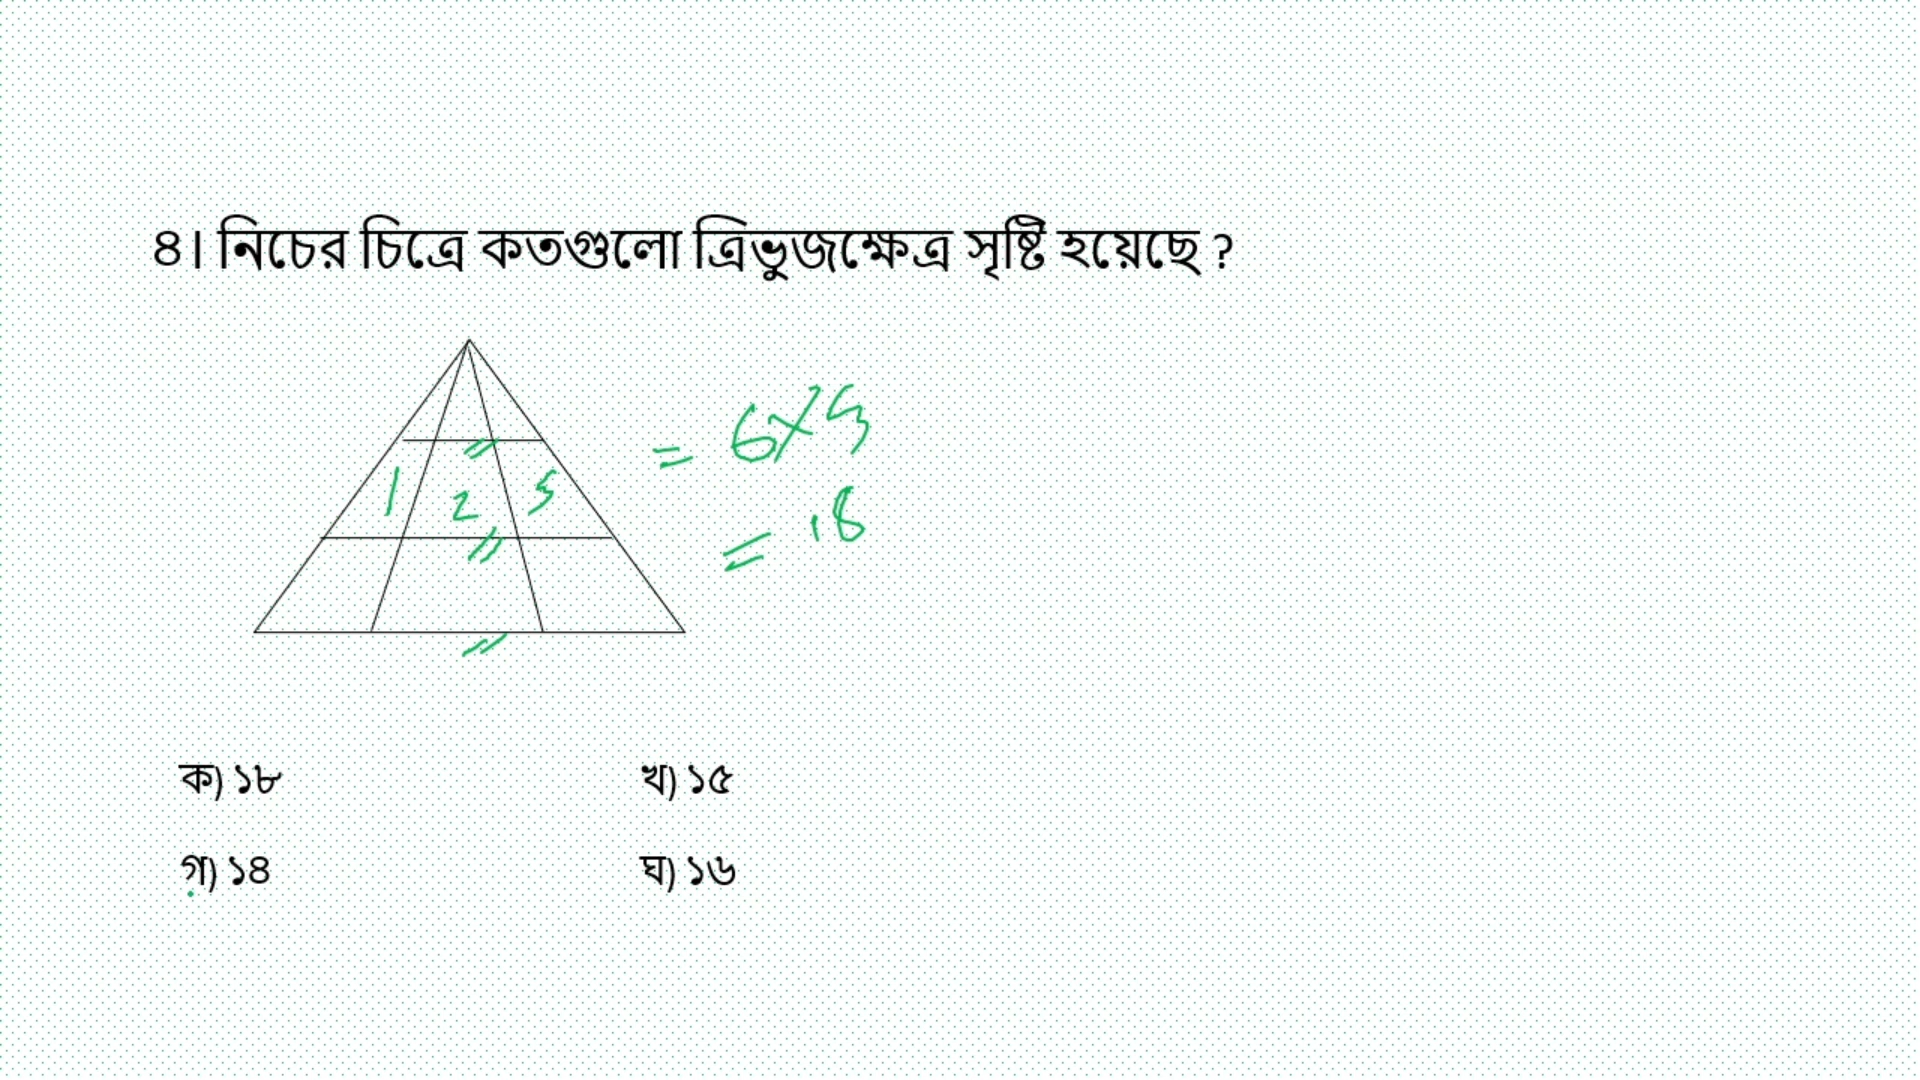 ৪। নিচের চিত্রে কতগুলো ত্রিভুজক্ষেত্র সৃষ্টি হয়েছে ?
= 6×3
1 2 3
= 18
ক) ১৮ খ) ১৫
গ) ১৪ ঘ) ১৬